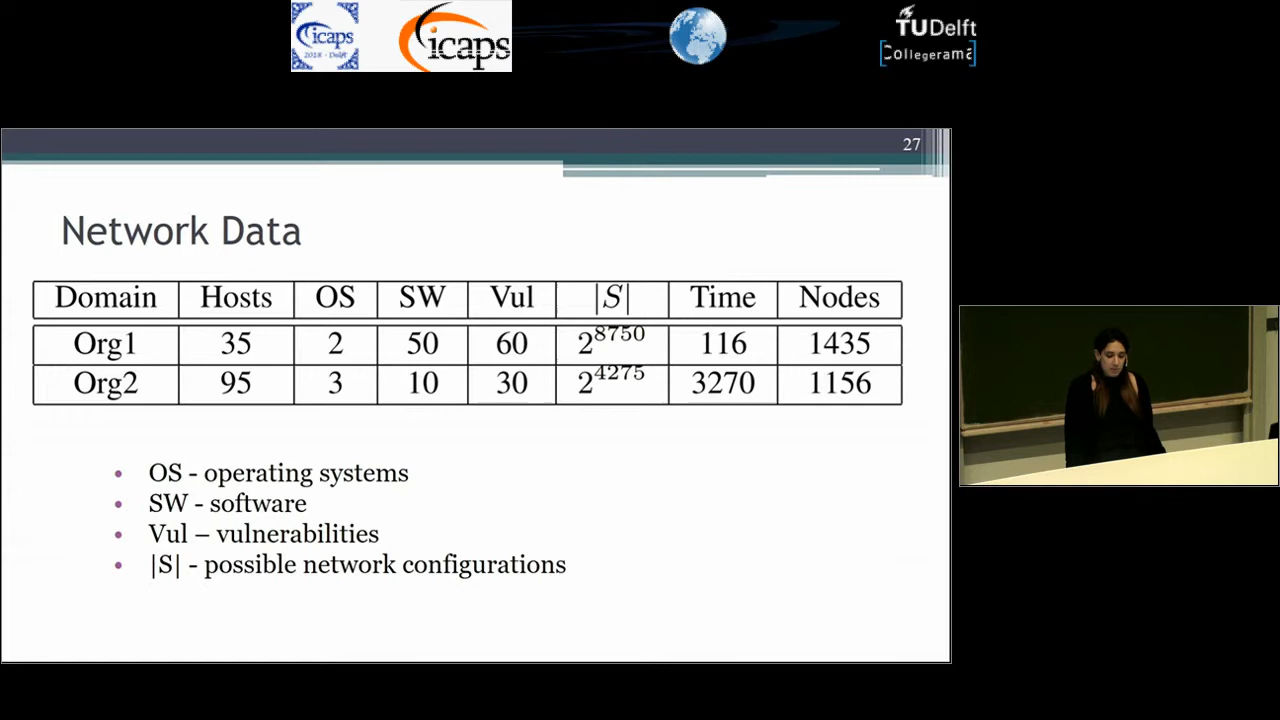 icaps
2018 - Delft
icaps
TUDelft
Collegerama
27
Network Data
Domain Hosts OS SW Vul |S| Time Nodes
Org1 35 2 50 60 2^8750 116 1435
Org2 95 3 10 30 2^4275 3270 1156
• OS - operating systems
• SW - software
• Vul – vulnerabilities
• |S| - possible network configurations